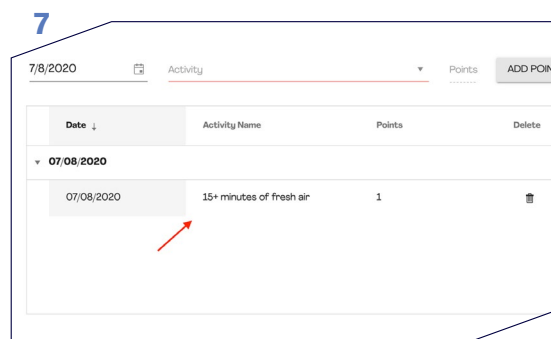 7
7/8/2020 Activity Points ADD POIN
Date ↓ Activity Name Points Delete
07/08/2020
07/08/2020 15+ minutes of fresh air 1